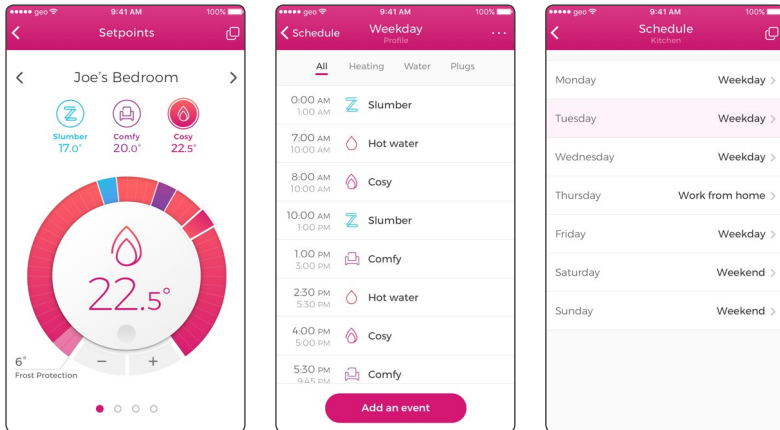 geo 9:41 AM 100%
Setpoints
Joe's Bedroom
Slumber Comfy Cosy
17.0° 20.0° 22.5°
22.5°
6°
Frost Protection
− +
geo 9:41 AM 100%
Schedule Weekday ...
Profile
All Heating Water Plugs
0:00 AM Slumber
1:00 AM
7:00 AM Hot water
10:00 AM
8:00 AM Cosy
10:00 AM
10:00 AM Slumber
1:00 PM
1.00 PM Comfy
3:00 PM
2:30 PM Hot water
5:30 PM
4:00 PM Cosy
5:00 PM
5:30 PM Comfy
9:45 PM
Add an event
geo 9:41 AM 100%
Schedule
Kitchen
Monday Weekday
Tuesday Weekday
Wednesday Weekday
Thursday Work from home
Friday Weekday
Saturday Weekend
Sunday Weekend